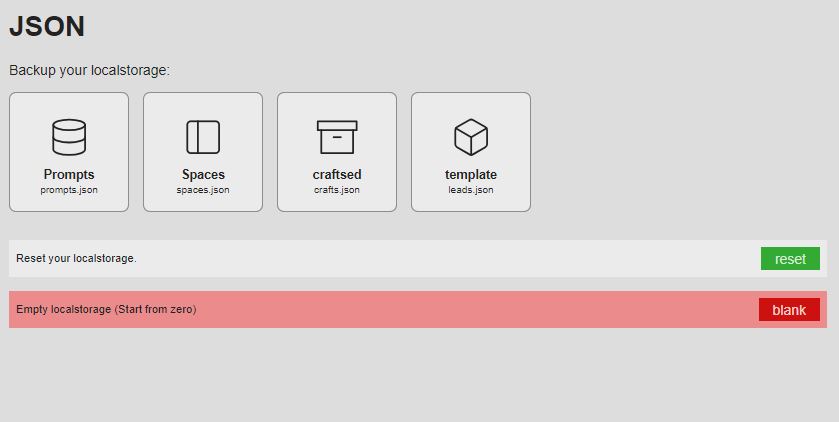 JSON
Backup your localstorage:
Prompts
prompts.json
Spaces
spaces.json
craftsed
crafts.json
template
leads.json
Reset your localstorage.
reset
Empty localstorage (Start from zero)
blank